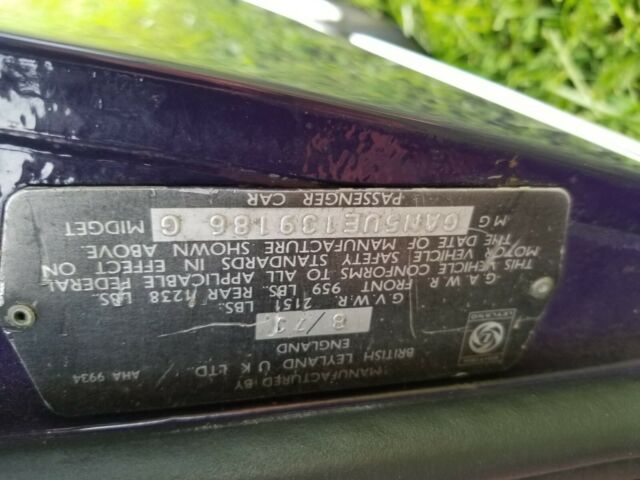 LEYLAND
MANUFACTURED BY
BRITISH LEYLAND U K LTD.
ENGLAND
AHA 9934
8/73
G.V.W.R. 2151 LBS.
G.A.W.R. FRONT 959 LBS. REAR 1238 LBS.
THIS VEHICLE CONFORMS TO ALL APPLICABLE FEDERAL
MOTOR VEHICLE SAFETY STANDARDS IN EFFECT ON
THE DATE OF MANUFACTURE SHOWN ABOVE.
MG GAN5UE139186 G MIDGET
PASSENGER CAR